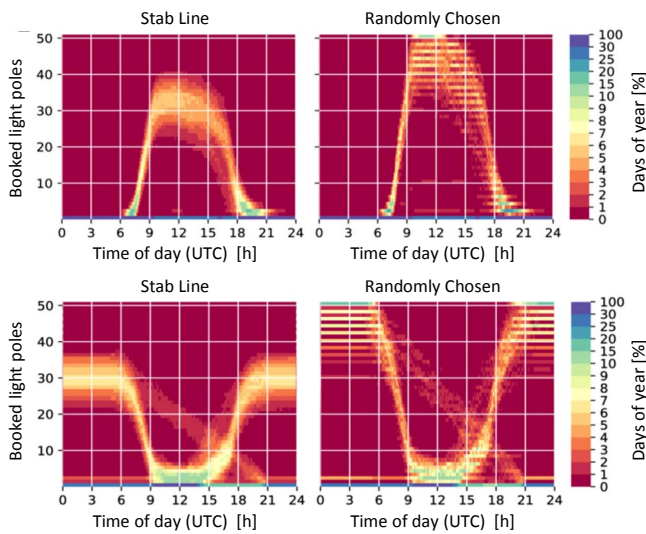 Stab Line
Randomly Chosen
Booked light poles
50
40
30
20
10
0 3 6 9 12 15 18 21 24
0 3 6 9 12 15 18 21 24
Time of day (UTC) [h]
Time of day (UTC) [h]
100
30
25
20
15
10
9
8
7
6
5
4
3
2
1
0
Days of year [%]
Stab Line
Randomly Chosen
Booked light poles
50
40
30
20
10
0 3 6 9 12 15 18 21 24
0 3 6 9 12 15 18 21 24
Time of day (UTC) [h]
Time of day (UTC) [h]
100
30
25
20
15
10
9
8
7
6
5
4
3
2
1
0
Days of year [%]